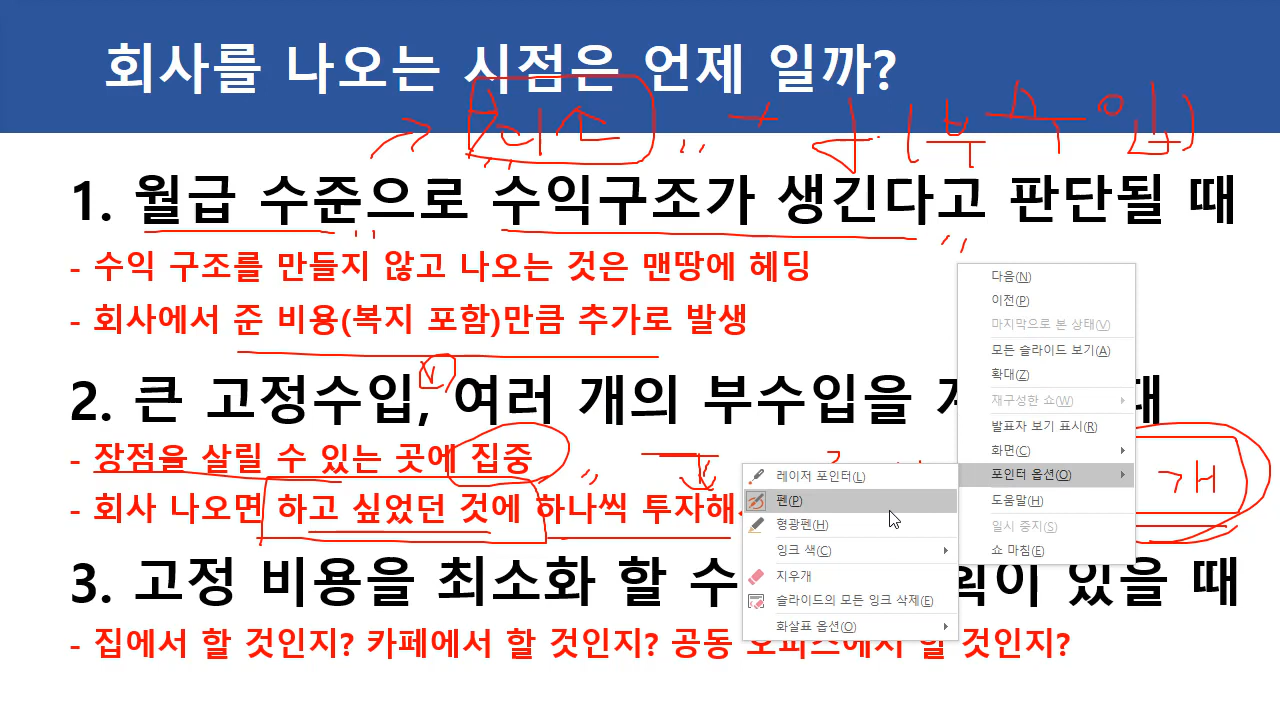 회사를 나오는 시점은 언제 일까?
최소 → + (부수입)
1. 월급 수준으로 수익구조가 생긴다고 판단될 때
- 수익 구조를 만들지 않고 나오는 것은 맨땅에 헤딩
- 회사에서 준 비용(복지 포함)만큼 추가로 발생
2. 큰 고정수입, 여러 개의 부수입을
- 장점을 살릴 수 있는 곳에 집중
- 회사 나오면 하고 싶었던 것에 하나씩 투자해
개
3. 고정 비용을 최소화 할 수 있을 때
- 집에서 할 것인지? 카페에서 할 것인지? 공동 오피스에서 할 것인지?
다음(N)
이전(P)
마지막으로 본 상태(V)
모든 슬라이드 보기(A)
확대(Z)
재구성한 쇼(W)
발표자 보기 표시(R)
화면(C)
포인터 옵션(O)
도움말(H)
일시 중지(S)
쇼 마침(E)
레이저 포인터(L)
펜(P)
형광펜(H)
잉크 색(C)
지우개
슬라이드의 모든 잉크 삭제(E)
화살표 옵션(O)